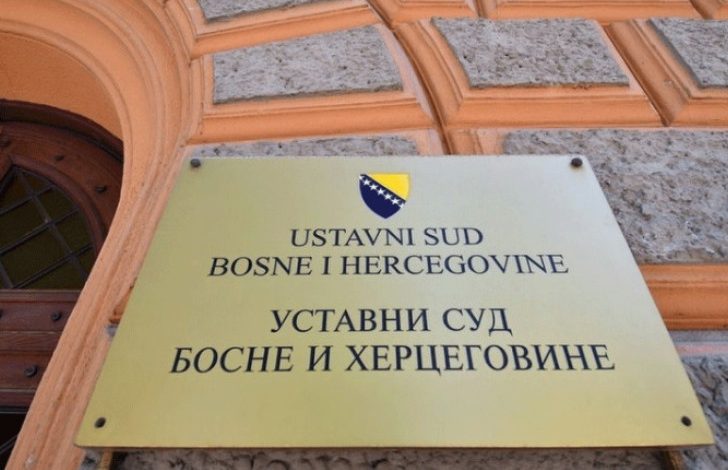 USTAVNI SUD
BOSNE I HERCEGOVINE
УСТАВНИ СУД
БОСНЕ И ХЕРЦЕГОВИНЕ